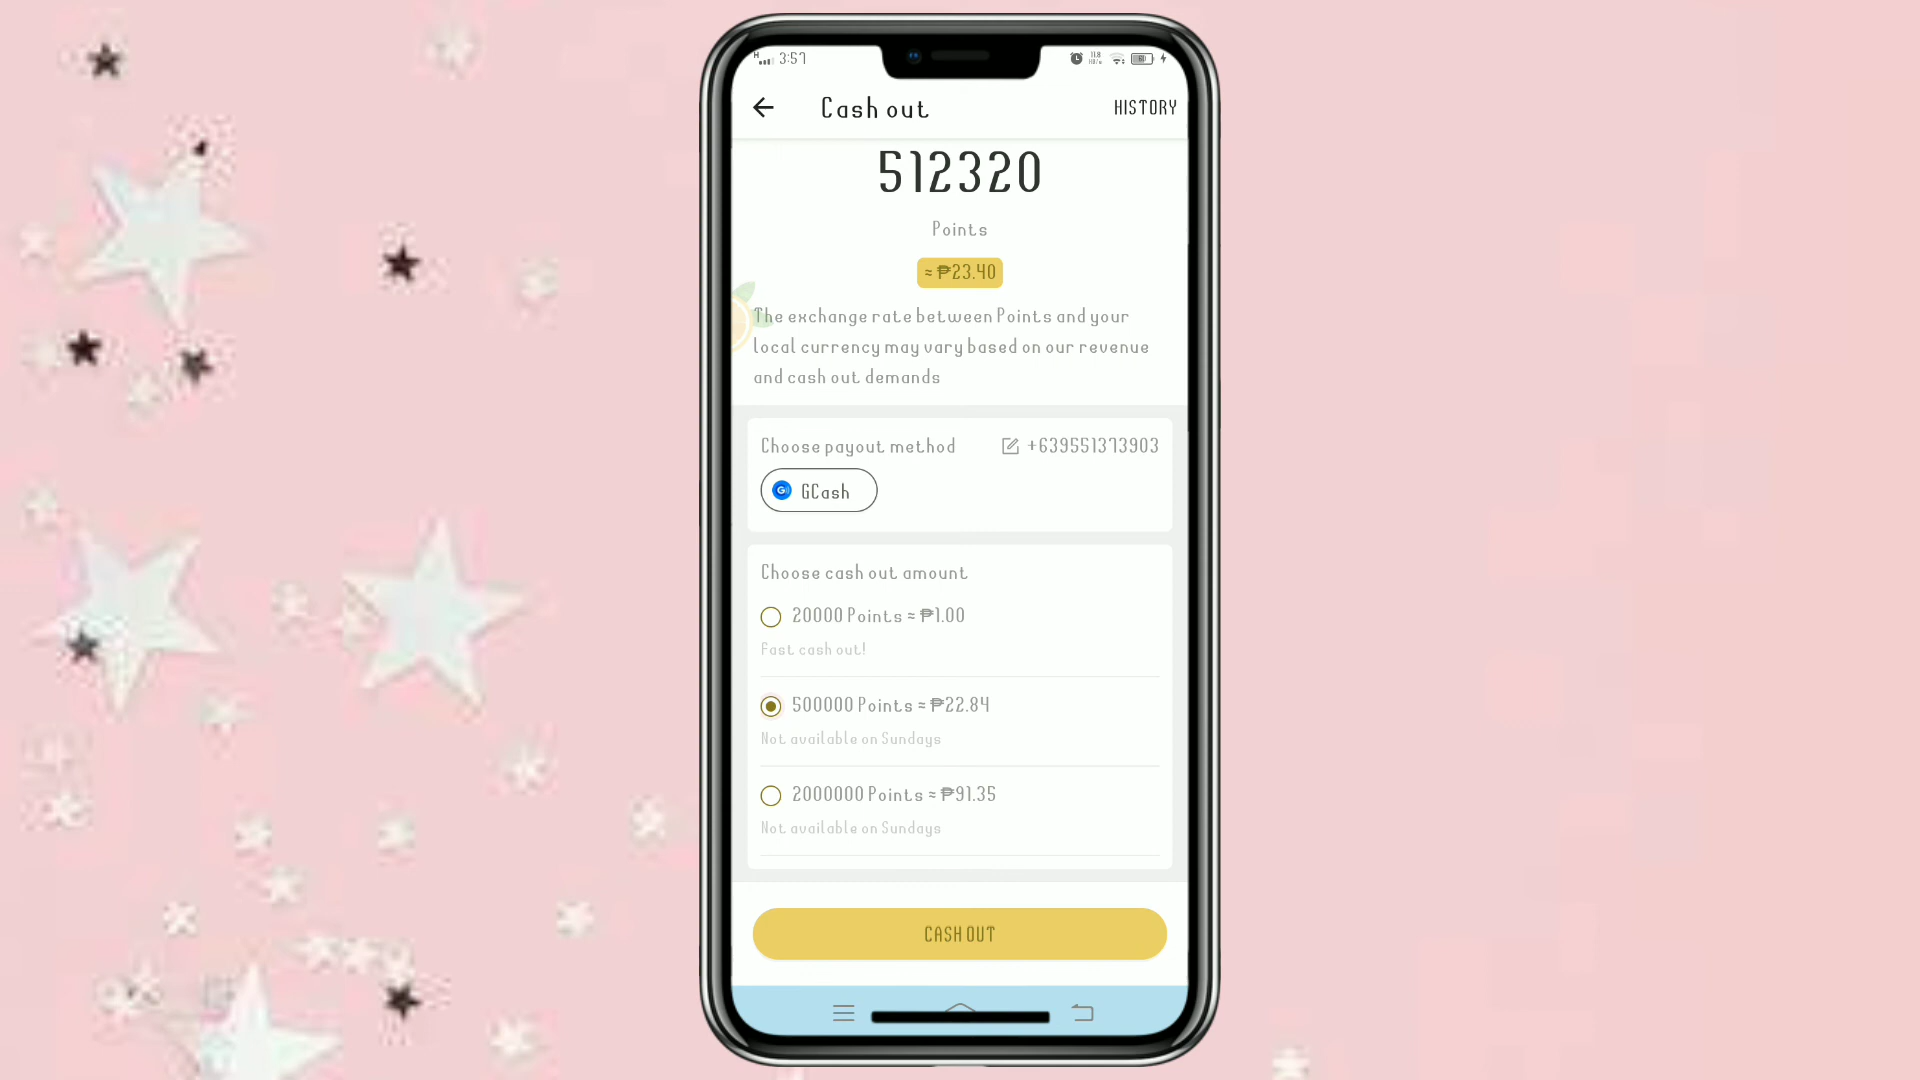 3:57
Cash out
HISTORY
512320
Points
≈ ₱23.40
The exchange rate between Points and your
local currency may vary based on our revenue
and cash out demands
Choose payout method
+639551373903
GCash
Choose cash out amount
20000 Points ≈ ₱1.00
Fast cash out!
500000 Points ≈ ₱22.84
Not available on Sundays
2000000 Points ≈ ₱91.35
Not available on Sundays
CASH OUT